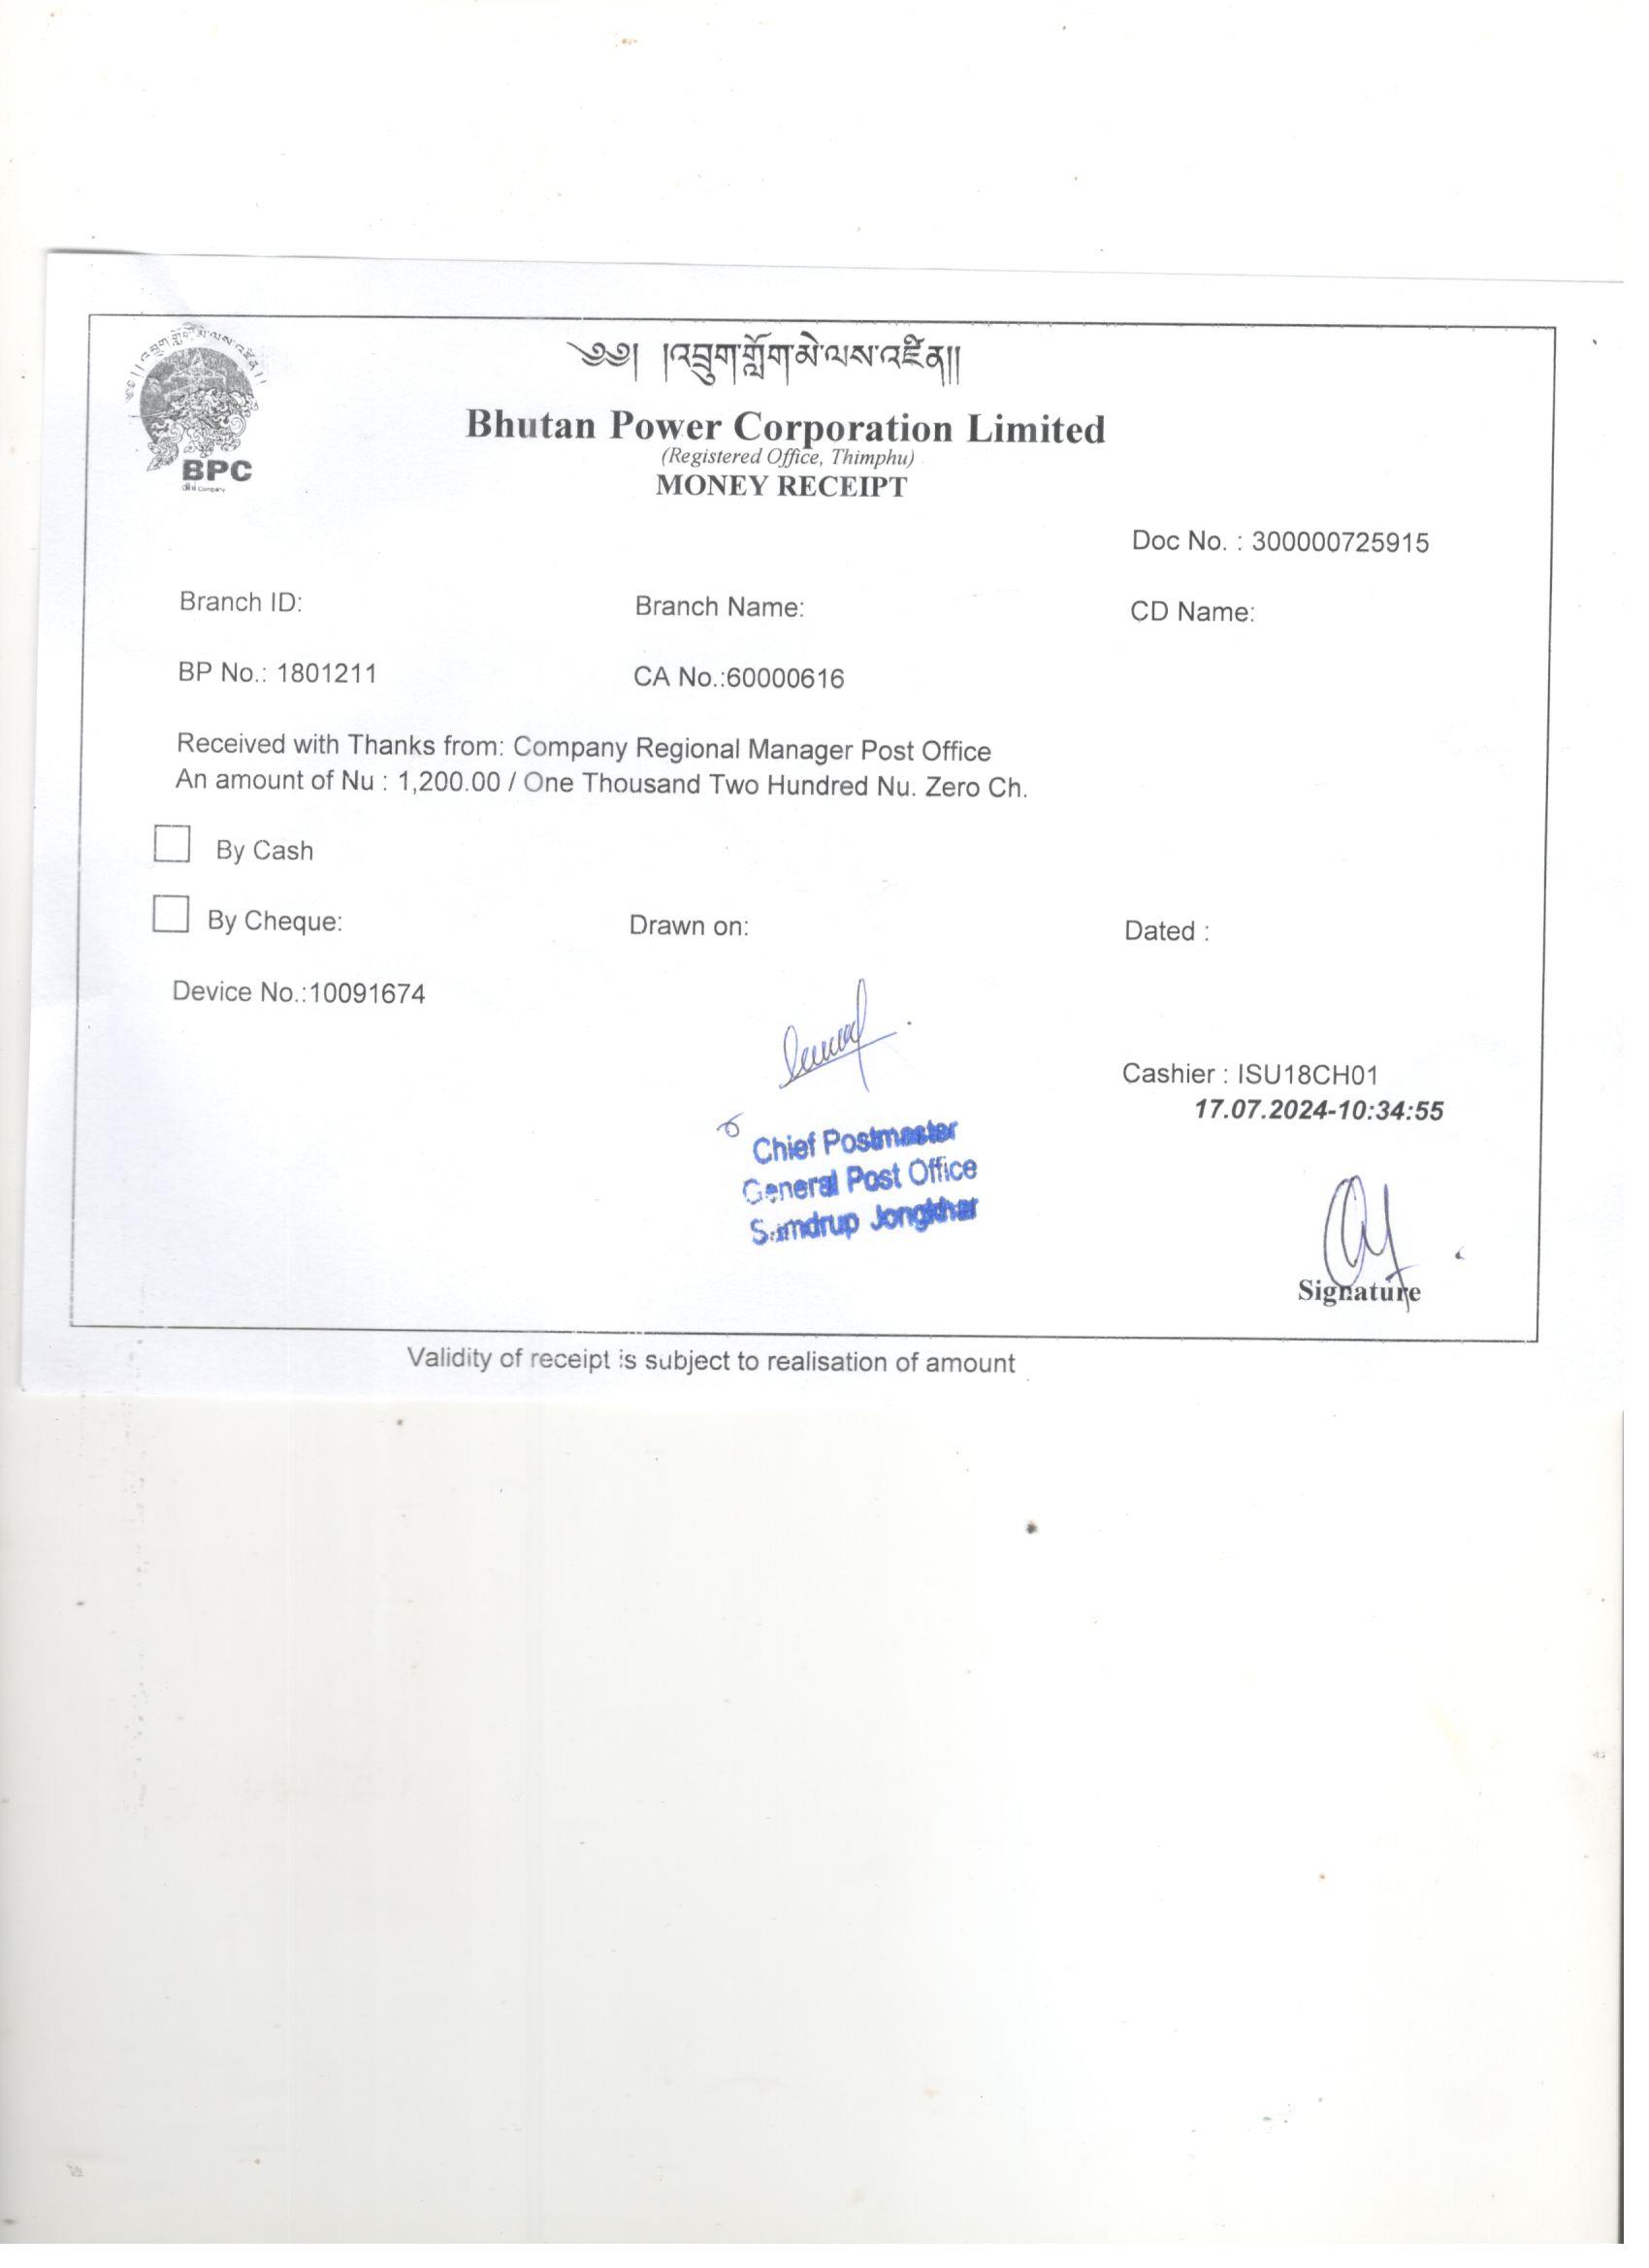 ༄༅། །འབྲུག་གློག་མེ་ལས་འཛིན།།
Bhutan Power Corporation Limited
(Registered Office, Thimphu)
MONEY RECEIPT
BPC
Doc No. : 300000725915
Branch ID: Branch Name: CD Name:
BP No.: 1801211 CA No.:60000616
Received with Thanks from: Company Regional Manager Post Office
An amount of Nu : 1,200.00 / One Thousand Two Hundred Nu. Zero Ch.
By Cash
By Cheque: Drawn on: Dated :
Device No.:10091674
Cashier : ISU18CH01
17.07.2024-10:34:55
Chief Postmaster
General Post Office
Samdrup Jongkhar
Signature
Validity of receipt is subject to realisation of amount